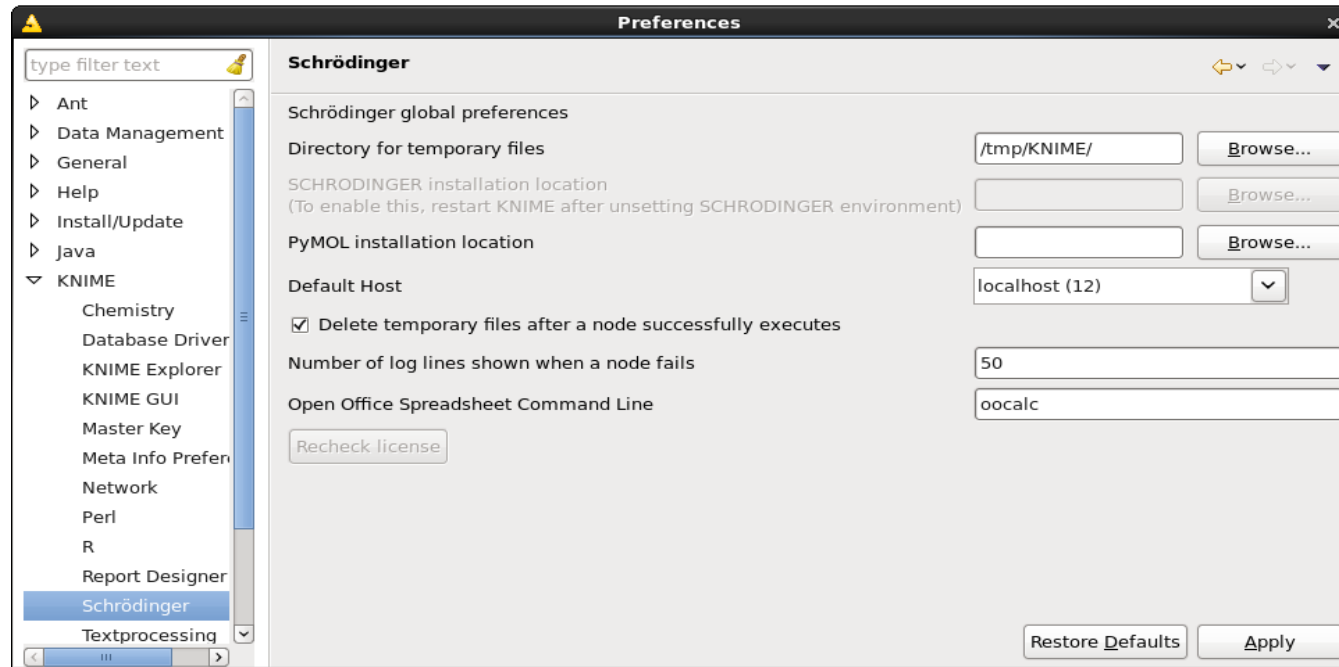 Preferences
type filter text
Ant
Data Management
General
Help
Install/Update
Java
KNIME
Chemistry
Database Driver
KNIME Explorer
KNIME GUI
Master Key
Meta Info Prefer
Network
Perl
R
Report Designer
Schrödinger
Textprocessing
Schrödinger
Schrödinger global preferences
Directory for temporary files
/tmp/KNIME/
Browse...
SCHRODINGER installation location
(To enable this, restart KNIME after unsetting SCHRODINGER environment)
Browse...
PyMOL installation location
Browse...
Default Host
localhost (12)
Delete temporary files after a node successfully executes
Number of log lines shown when a node fails
50
Open Office Spreadsheet Command Line
oocalc
Recheck license
Restore Defaults
Apply